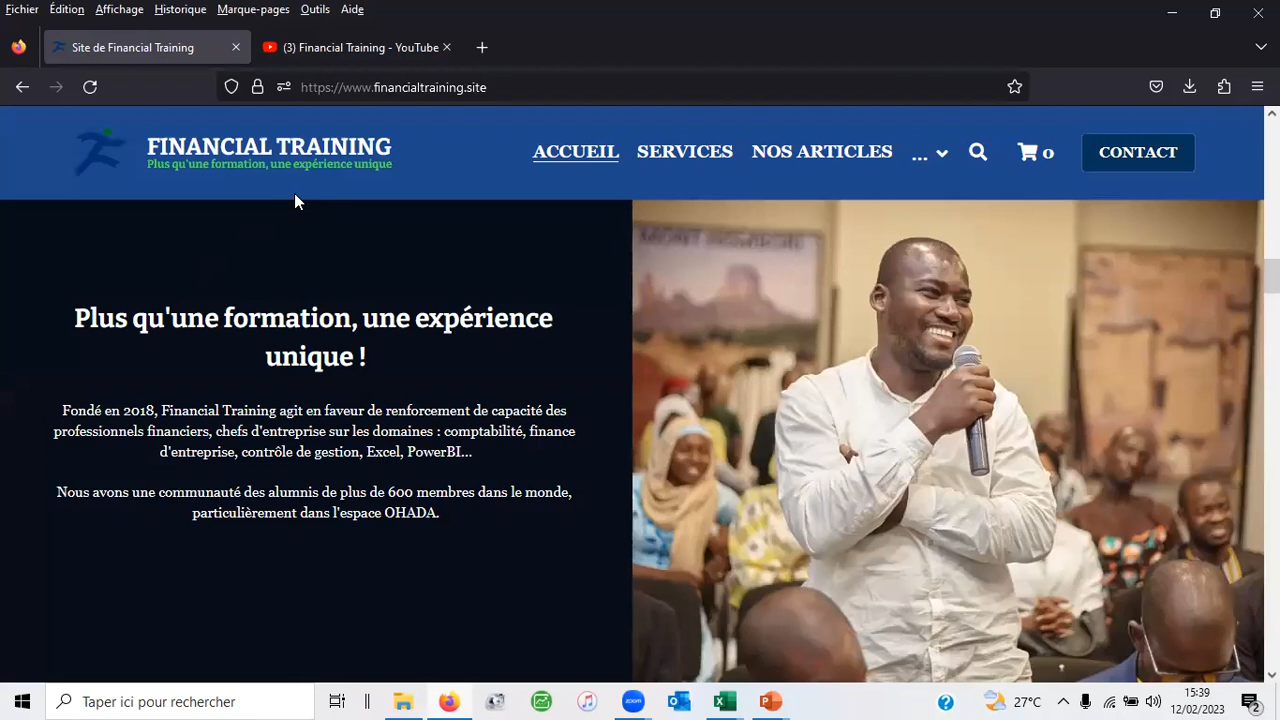 Fichier Édition Affichage Historique Marque-pages Outils Aide
Site de Financial Training
(3) Financial Training - YouTube
https://www.financialtraining.site
FINANCIAL TRAINING
Plus qu'une formation, une expérience unique
ACCUEIL SERVICES NOS ARTICLES ... 0 CONTACT
Plus qu'une formation, une expérience
unique !
Fondé en 2018, Financial Training agit en faveur de renforcement de capacité des
professionnels financiers, chefs d'entreprise sur les domaines : comptabilité, finance
d'entreprise, contrôle de gestion, Excel, PowerBI...
Nous avons une communauté des alumnis de plus de 600 membres dans le monde,
particulièrement dans l'espace OHADA.
Taper ici pour rechercher
zoom
27°C
15:39
12/02/2023
2